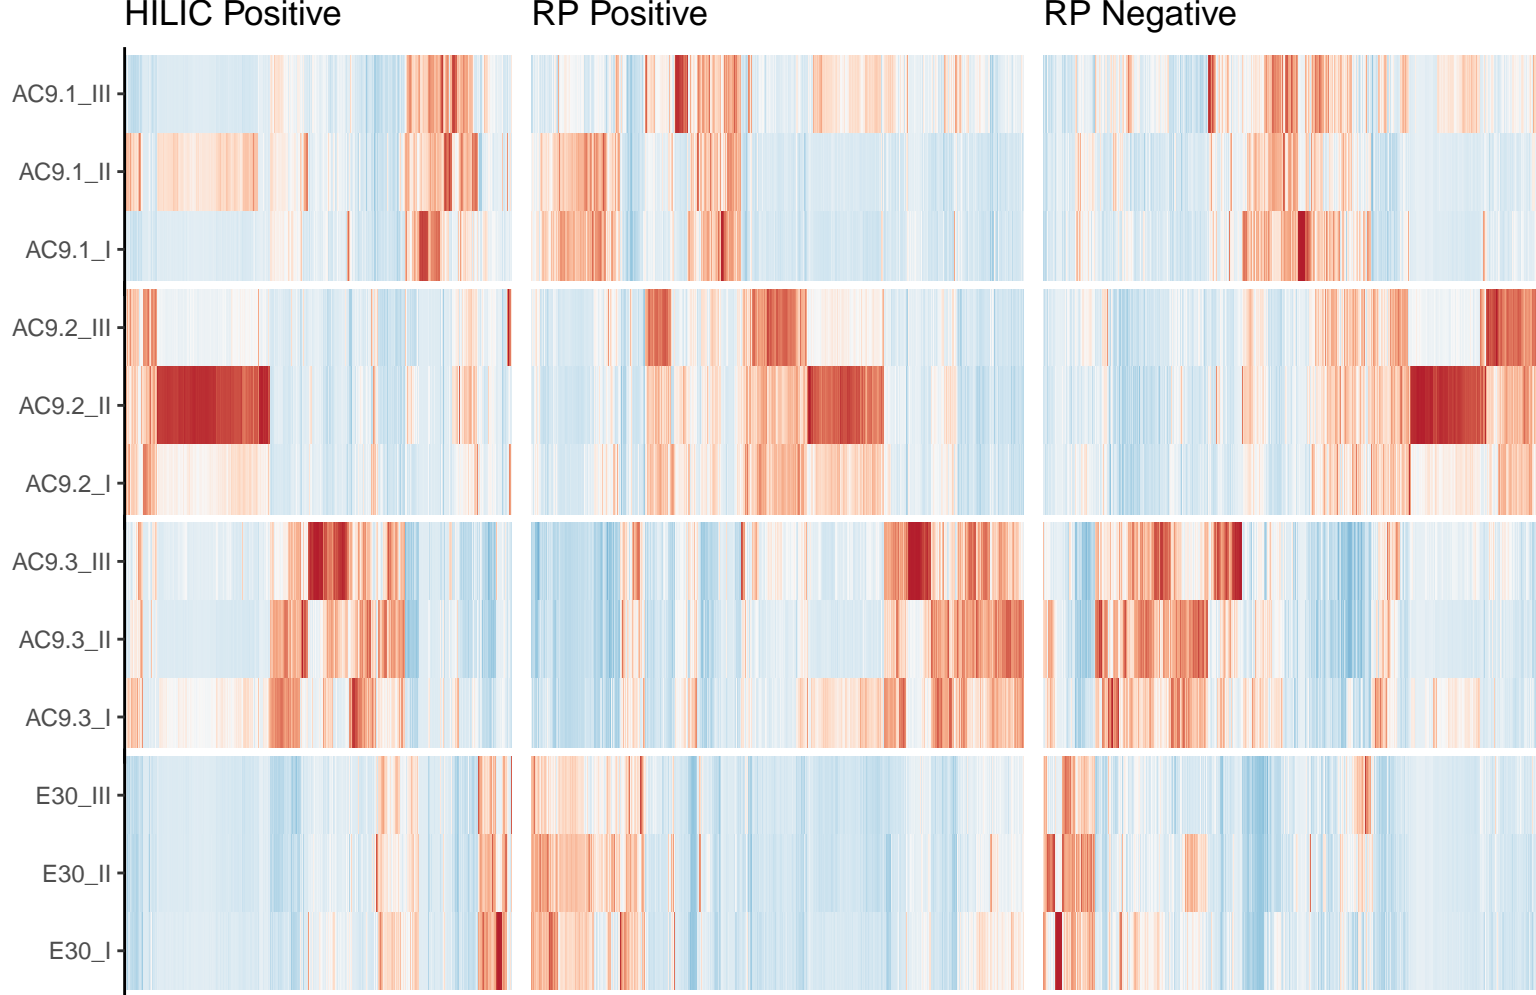 HILIC Positive
RP Positive
RP Negative
AC9.1_III
AC9.1_II
AC9.1_I
AC9.2_III
AC9.2_II
AC9.2_I
AC9.3_III
AC9.3_II
AC9.3_I
E30_III
E30_II
E30_I